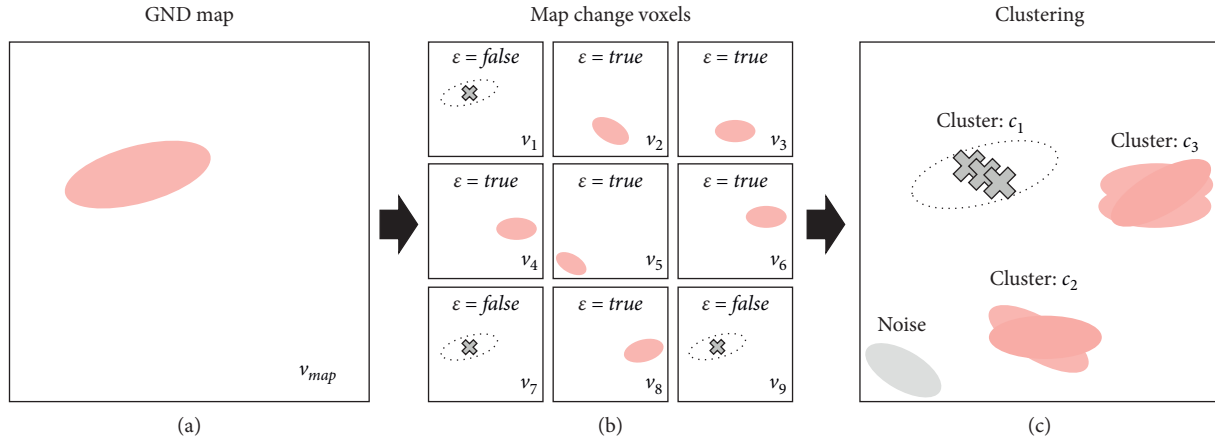 GND map
Map change voxels
Clustering
ε = false
ε = true
ε = true
v1
v2
v3
ε = true
ε = true
ε = true
v4
v5
v6
ε = false
ε = true
ε = false
v7
v8
v9
vmap
Cluster: c1
Cluster: c3
Cluster: c2
Noise
(a)
(b)
(c)